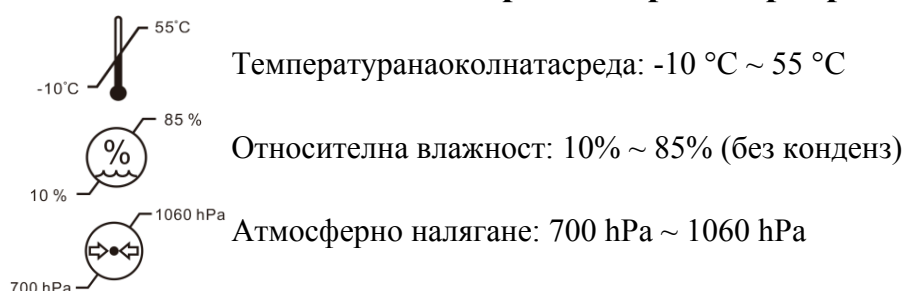 55°C
-10°C
Температуранаоколнатасреда: -10 °C ~ 55 °C
85 %
%
10 %
Относителна влажност: 10% ~ 85% (без конденз)
1060 hPa
700 hPa
Атмосферно налягане: 700 hPa ~ 1060 hPa